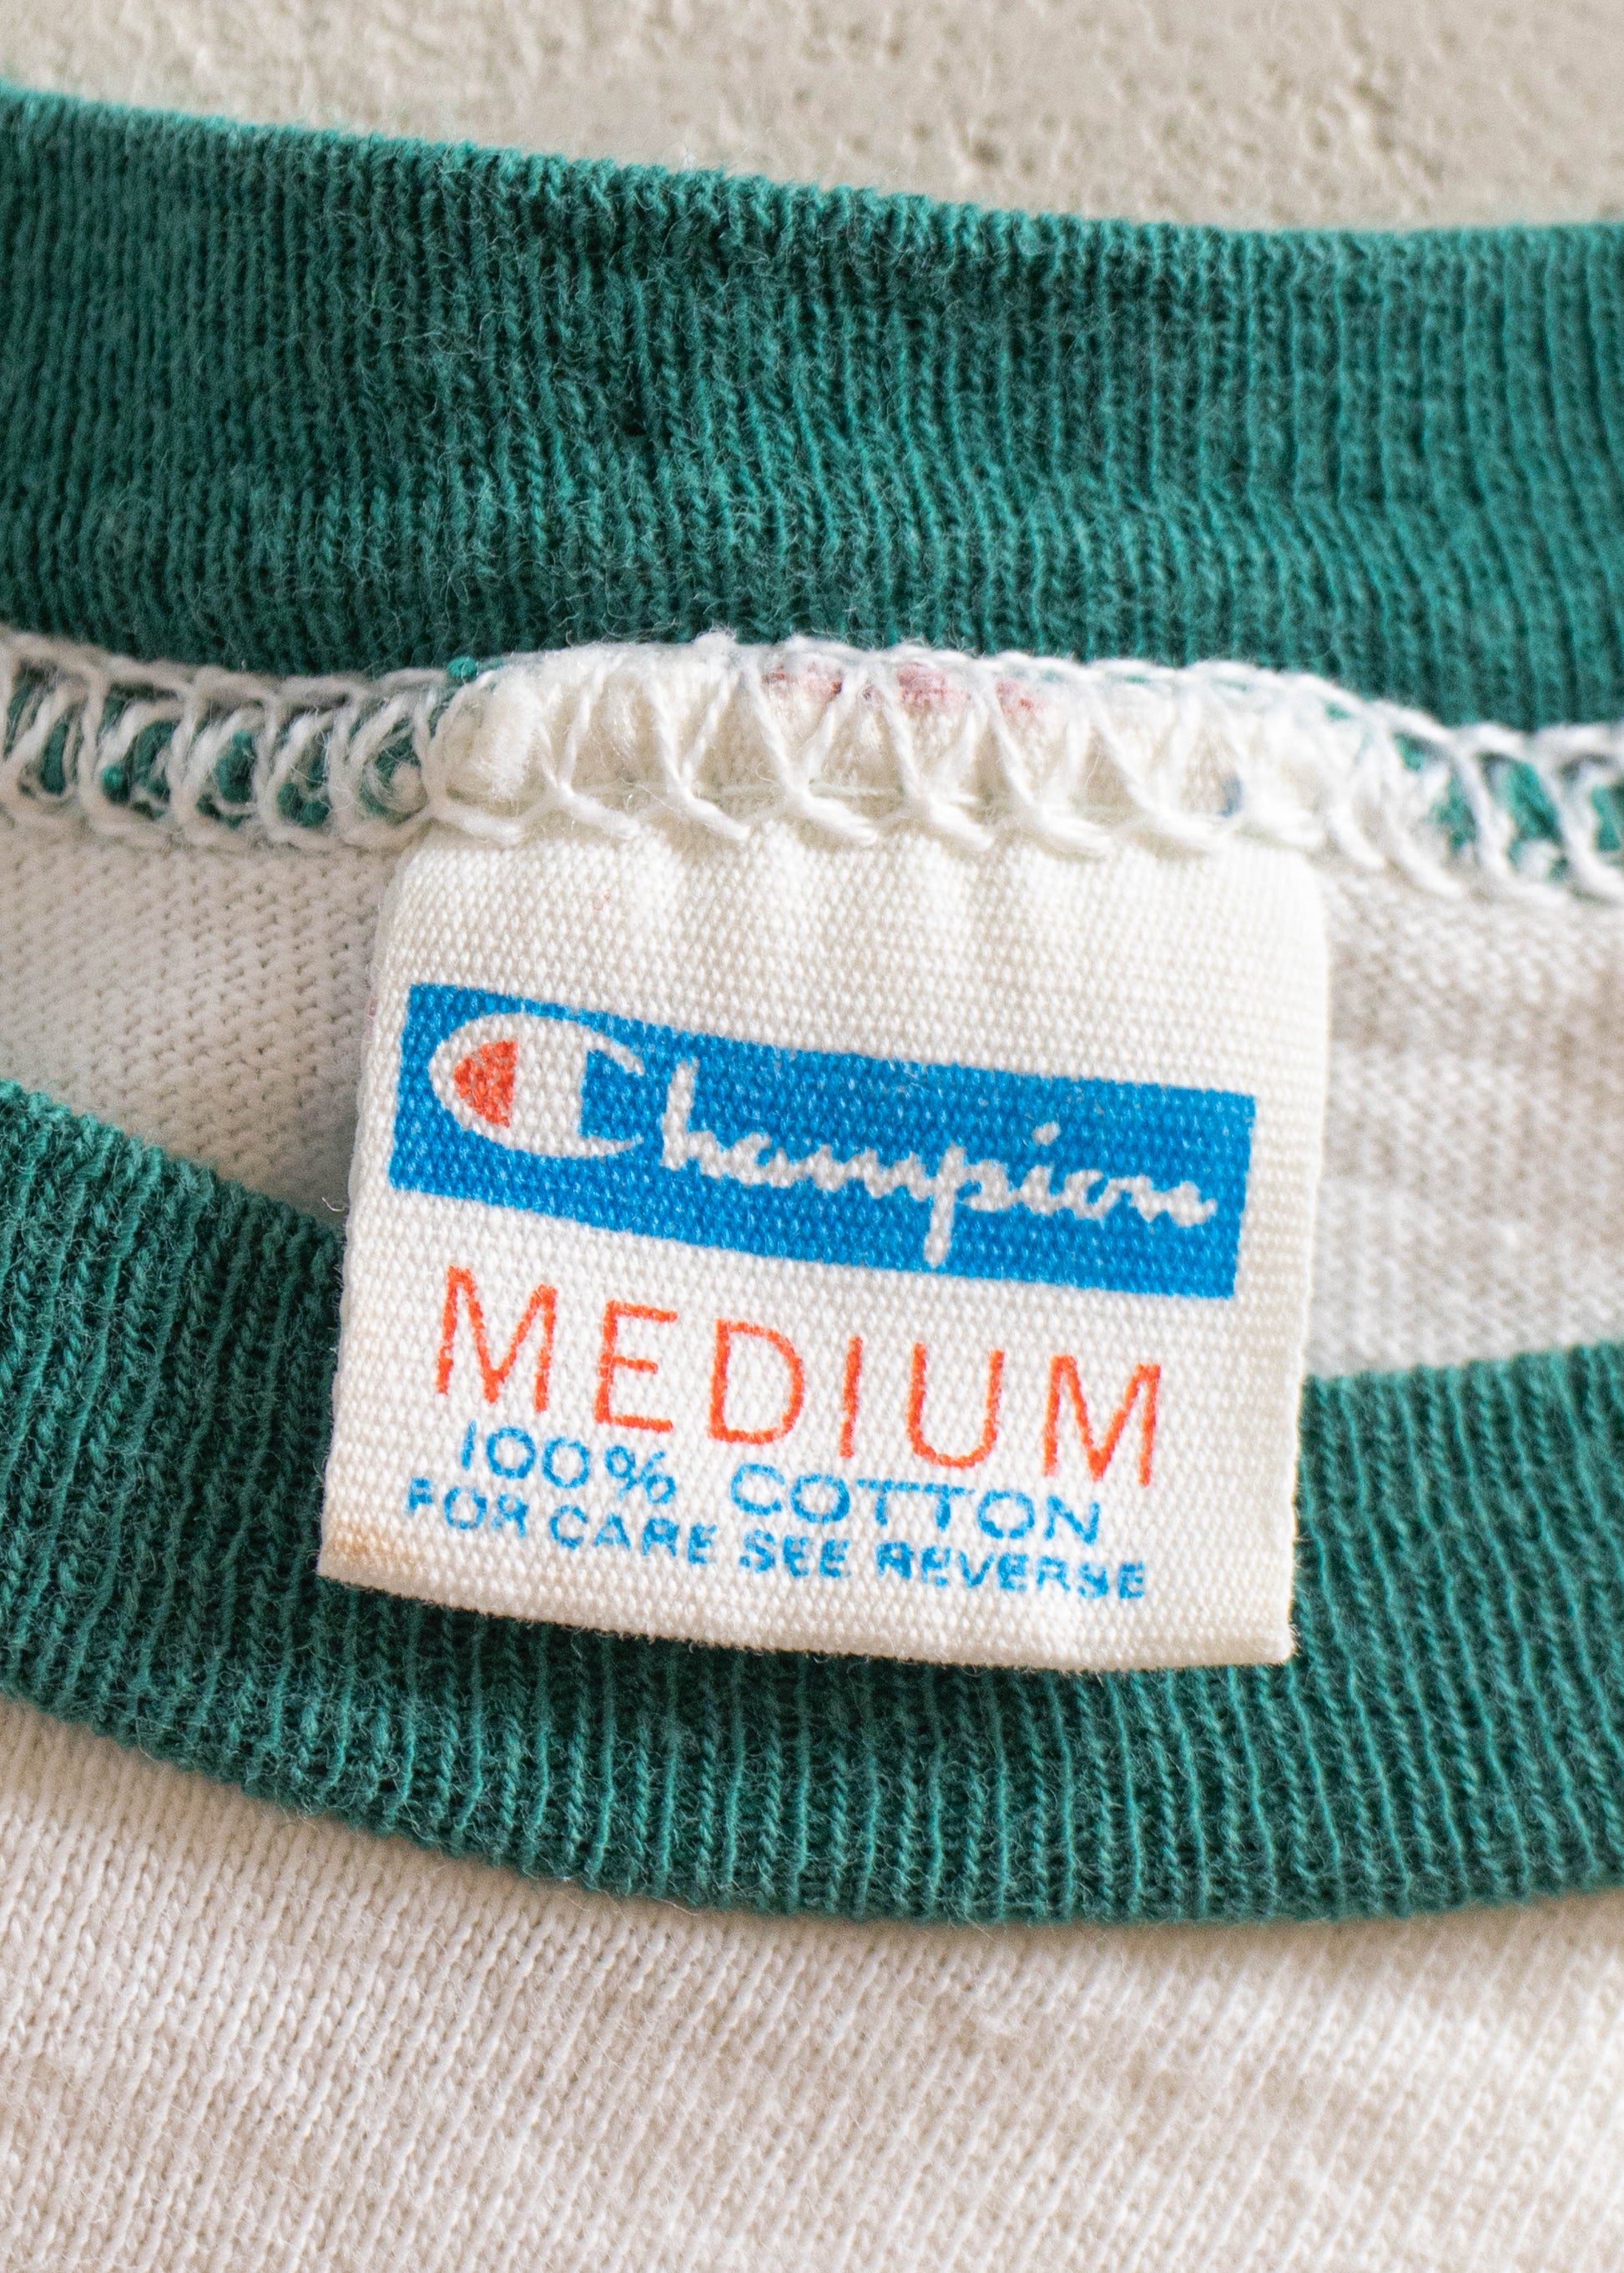 Champion
MEDIUM
100% COTTON
FOR CARE SEE REVERSE